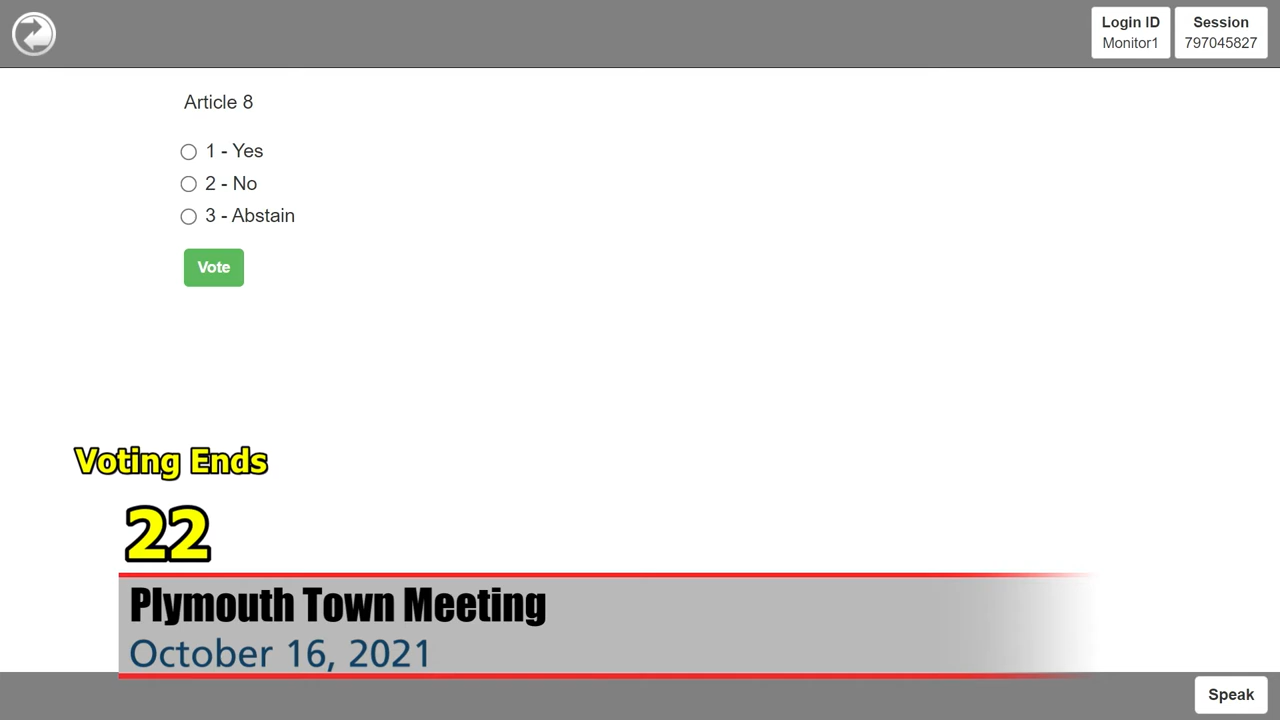 Login ID
Monitor1
Session
797045827
Article 8
1 - Yes
2 - No
3 - Abstain
Vote
Voting Ends
22
Plymouth Town Meeting
October 16, 2021
Speak